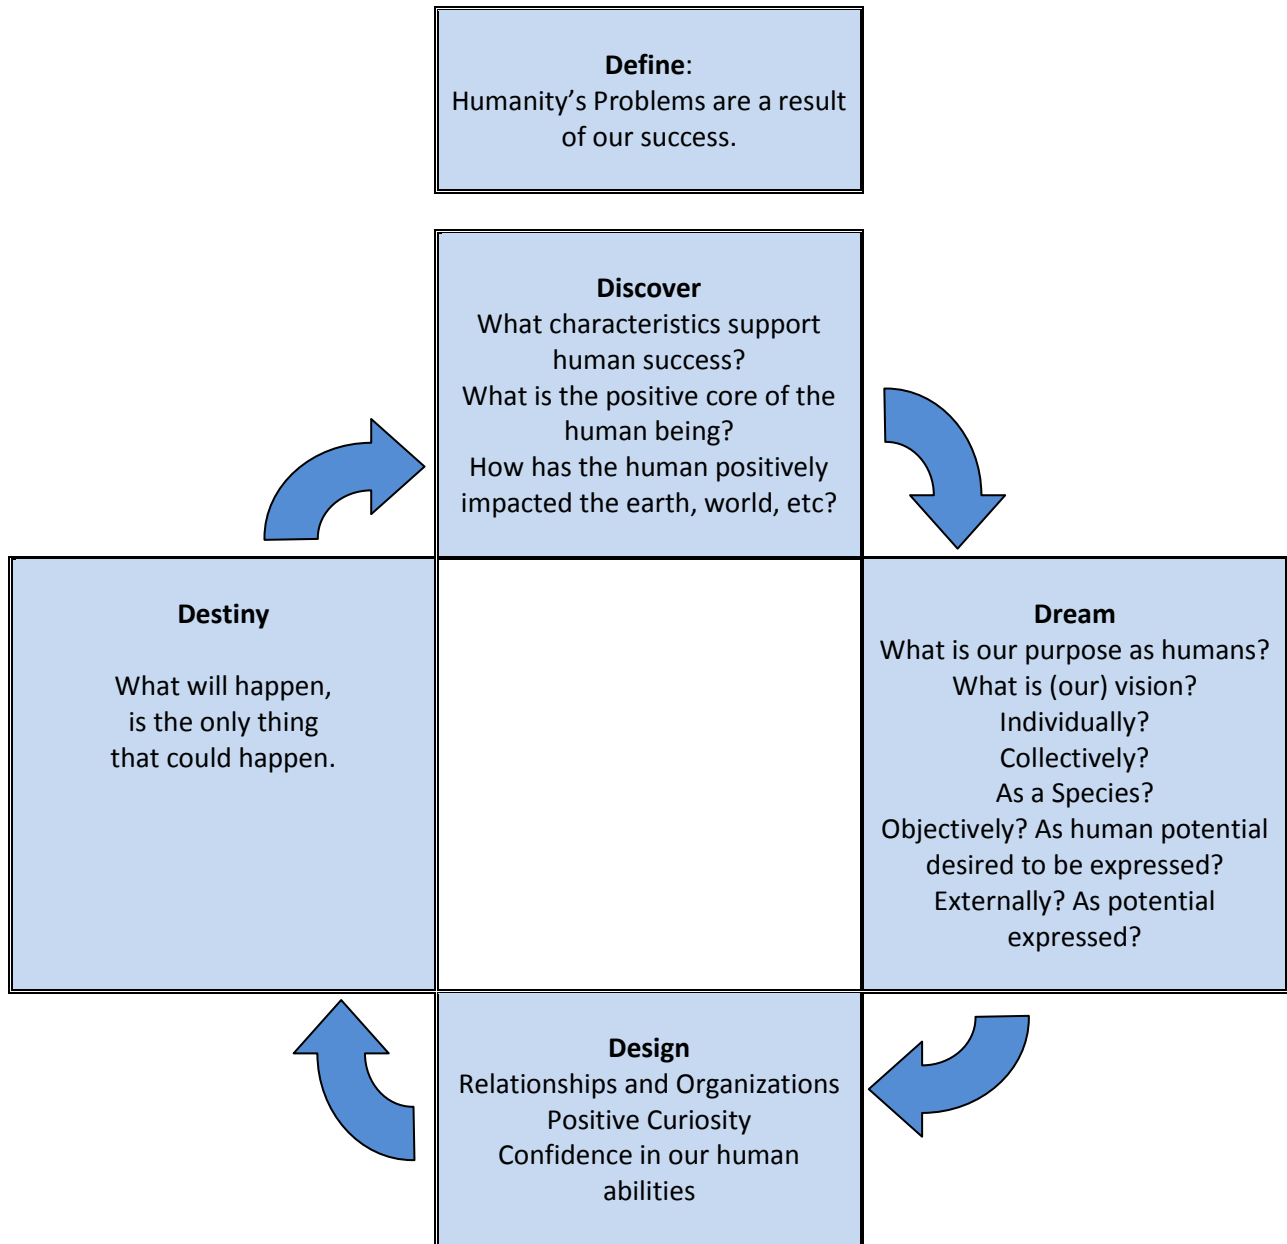 Define:
Humanity’s Problems are a result
of our success.
Discover
What characteristics support
human success?
What is the positive core of the
human being?
How has the human positively
impacted the earth, world, etc?
Destiny
What will happen,
is the only thing
that could happen.
Dream
What is our purpose as humans?
What is (our) vision?
Individually?
Collectively?
As a Species?
Objectively? As human potential
desired to be expressed?
Externally? As potential
expressed?
Design
Relationships and Organizations
Positive Curiosity
Confidence in our human
abilities